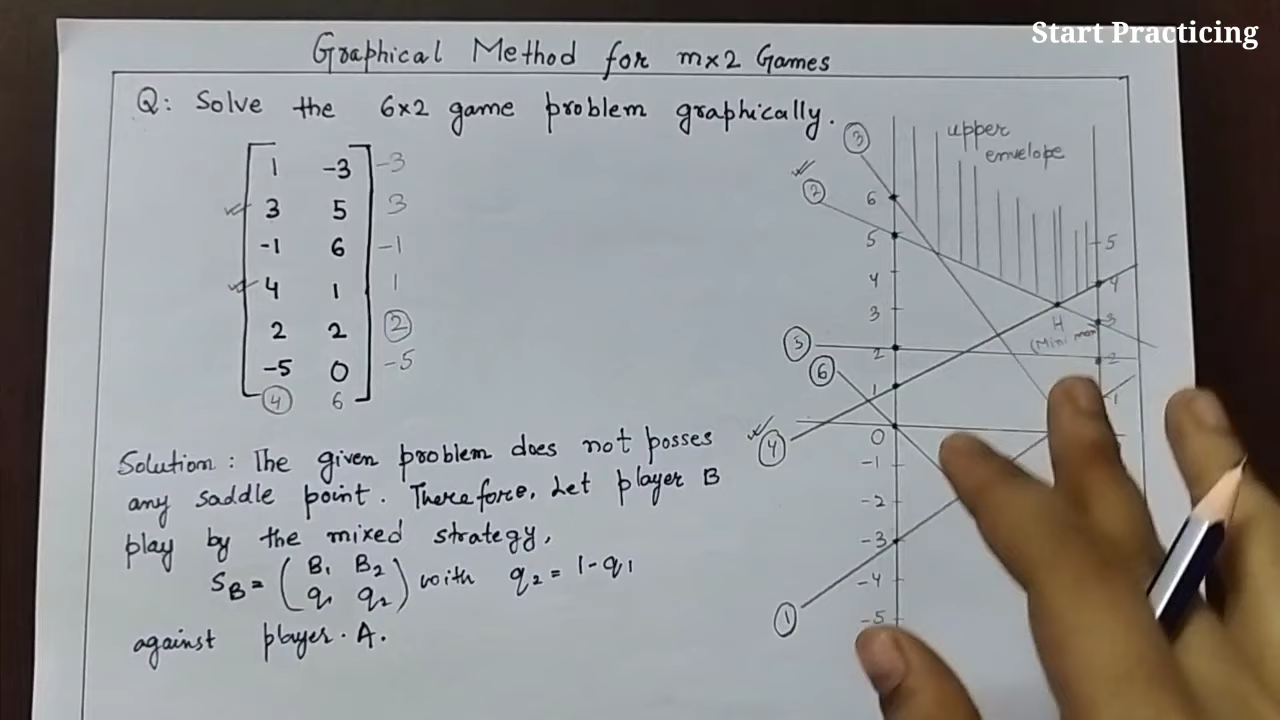 Start Practicing
Graphical Method for m×2 Games
Q: Solve the 6×2 game problem graphically.
1 -3 -3
3 5 3
-1 6 -1
4 1 1
2 2 2
-5 0 -5
4 6
Solution: The given problem does not posses
any saddle point. Therefore, Let player B
play by the mixed strategy,
S_B = ( B₁ B₂
q₁ q₂ ) with q₂ = 1-q₁
against player. A.
upper
envelope
3
2
5
6
4
1
6
5
4
3
2
1
0
-1
-2
-3
-4
-5
5
4
3
2
1
H
(Mini max